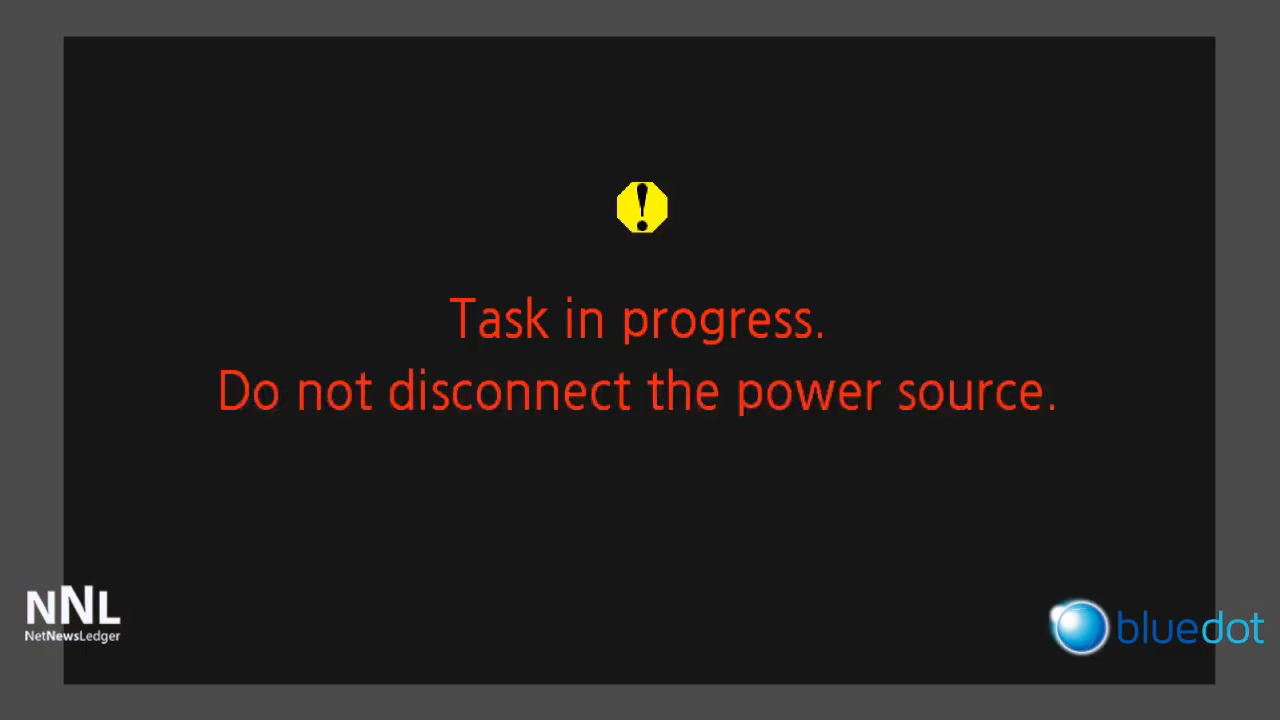 !
Task in progress.
Do not disconnect the power source.
NNL
NetNewsLedger
bluedot